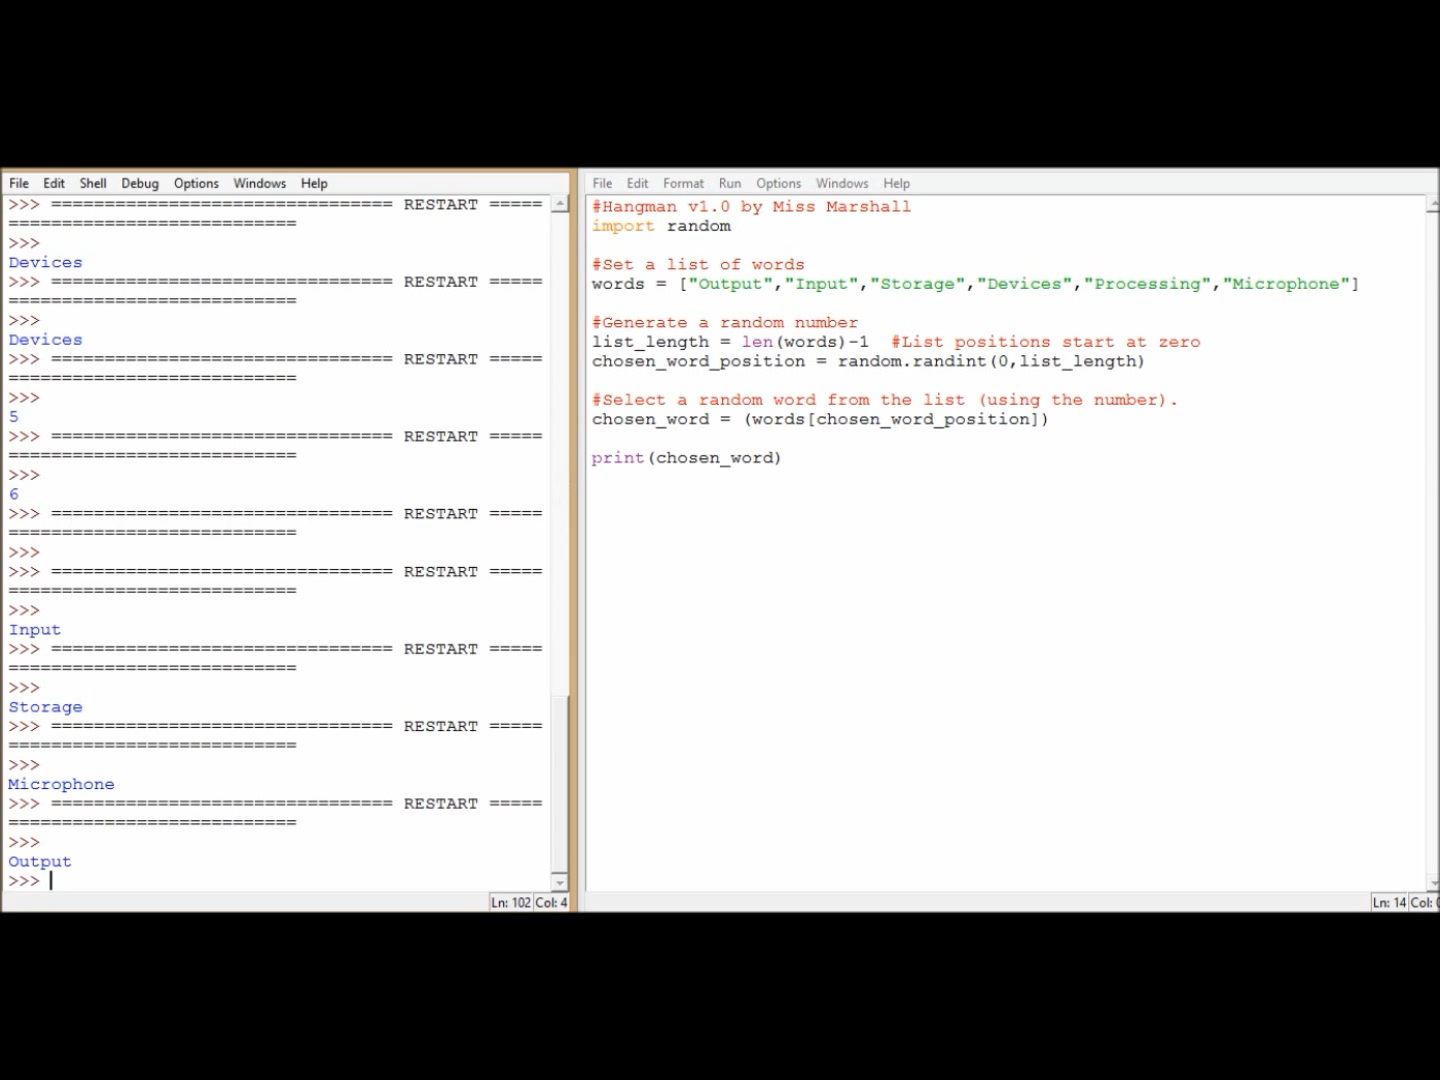 File Edit Shell Debug Options Windows Help
>>> ================================ RESTART =====
===========================
>>>
Devices
>>> ================================ RESTART =====
===========================
>>>
Devices
>>> ================================ RESTART =====
===========================
>>>
5
>>> ================================ RESTART =====
===========================
>>>
6
>>> ================================ RESTART =====
===========================
>>>
>>> ================================ RESTART =====
===========================
>>>
Input
>>> ================================ RESTART =====
===========================
>>>
Storage
>>> ================================ RESTART =====
===========================
>>>
Microphone
>>> ================================ RESTART =====
===========================
>>>
Output
>>>
Ln: 102 Col: 4
File Edit Format Run Options Windows Help
#Hangman v1.0 by Miss Marshall
import random
#Set a list of words
words = ["Output","Input","Storage","Devices","Processing","Microphone"]
#Generate a random number
list_length = len(words)-1  #List positions start at zero
chosen_word_position = random.randint(0,list_length)
#Select a random word from the list (using the number).
chosen_word = (words[chosen_word_position])
print(chosen_word)
Ln: 14 Col: